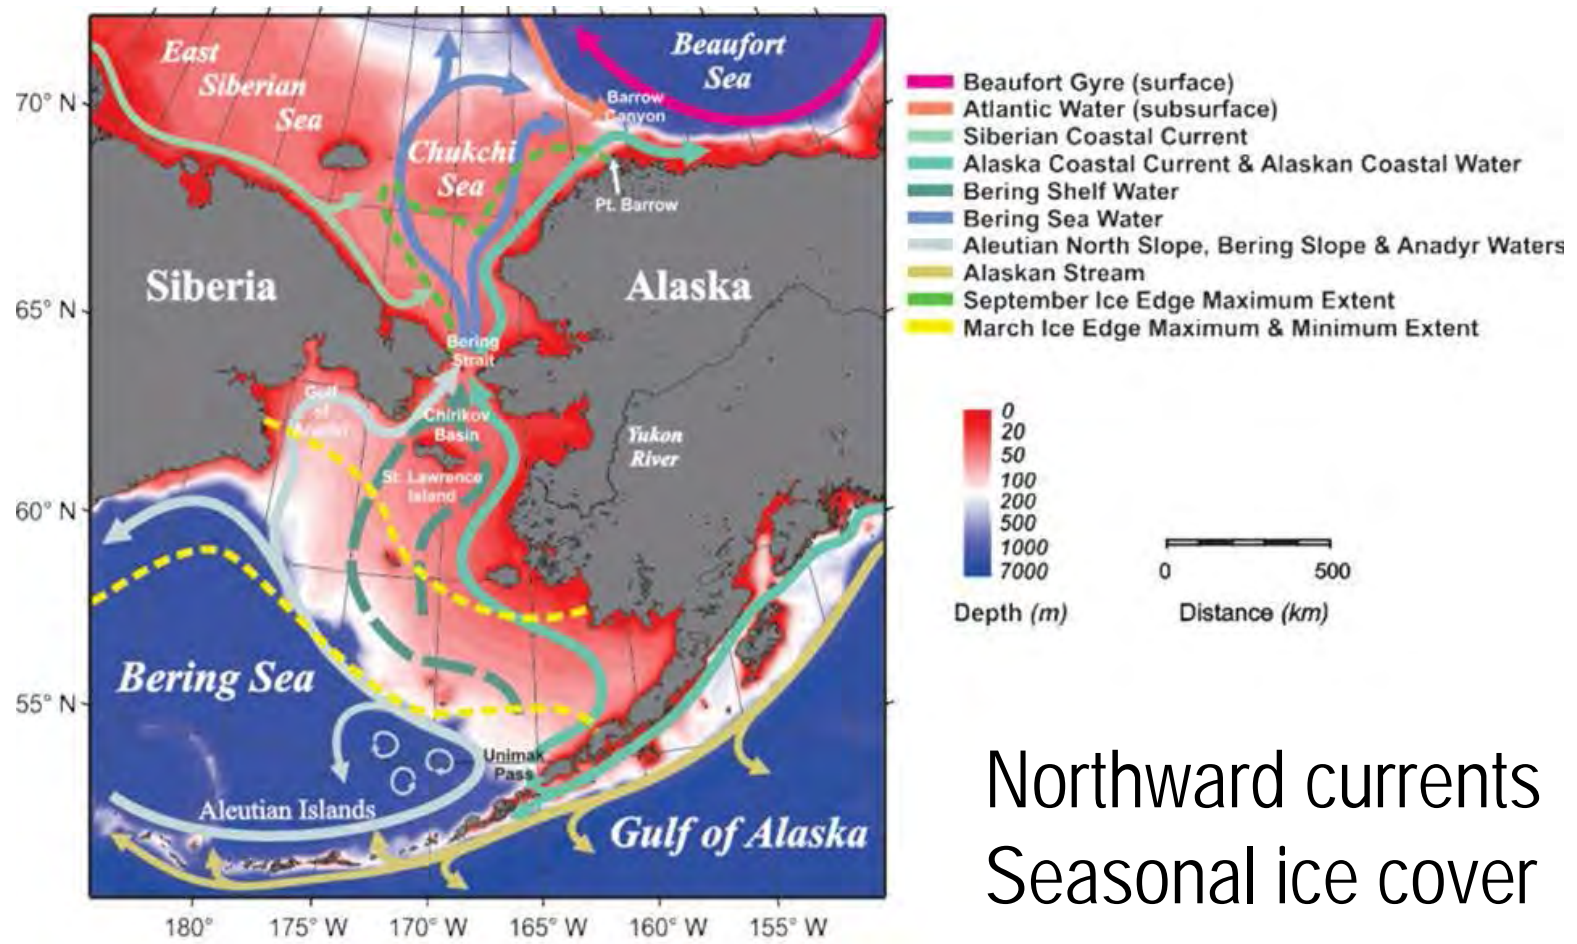 East
Siberian
Sea
Beaufort
Sea
70° N
Barrow
Canyon
Chukchi
Sea
Pt. Barrow
Siberia
Alaska
65° N
Bering
Strait
Gulf
of
Anadyr
Chirikov
Basin
Yukon
River
St. Lawrence
Island
60° N
Bering Sea
55° N
Unimak
Pass
Aleutian Islands
Gulf of Alaska
180°
175° W
170° W
165° W
160° W
155° W
Beaufort Gyre (surface)
Atlantic Water (subsurface)
Siberian Coastal Current
Alaska Coastal Current & Alaskan Coastal Water
Bering Shelf Water
Bering Sea Water
Aleutian North Slope, Bering Slope & Anadyr Waters
Alaskan Stream
September Ice Edge Maximum Extent
March Ice Edge Maximum & Minimum Extent
0
20
50
100
200
500
1000
7000
Depth (m)
0 500
Distance (km)
Northward currents
Seasonal ice cover